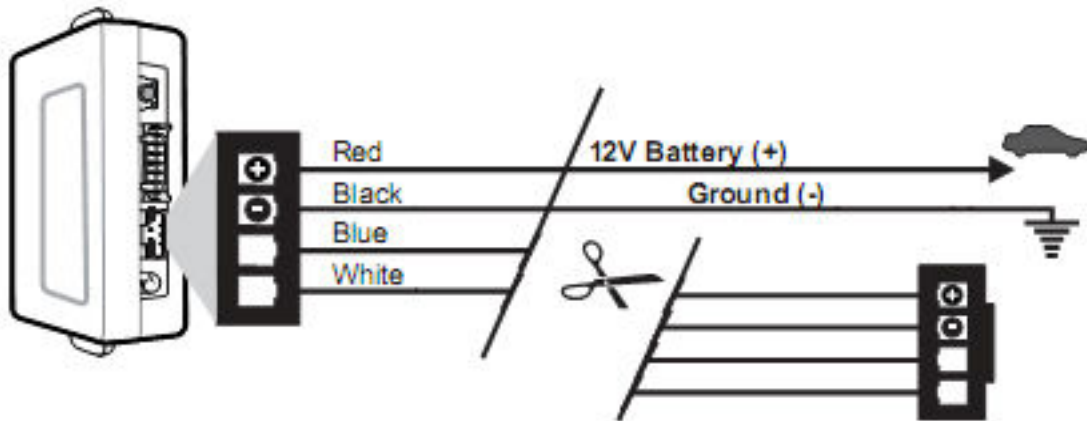 Red 12V Battery (+)
Black Ground (-)
Blue
White